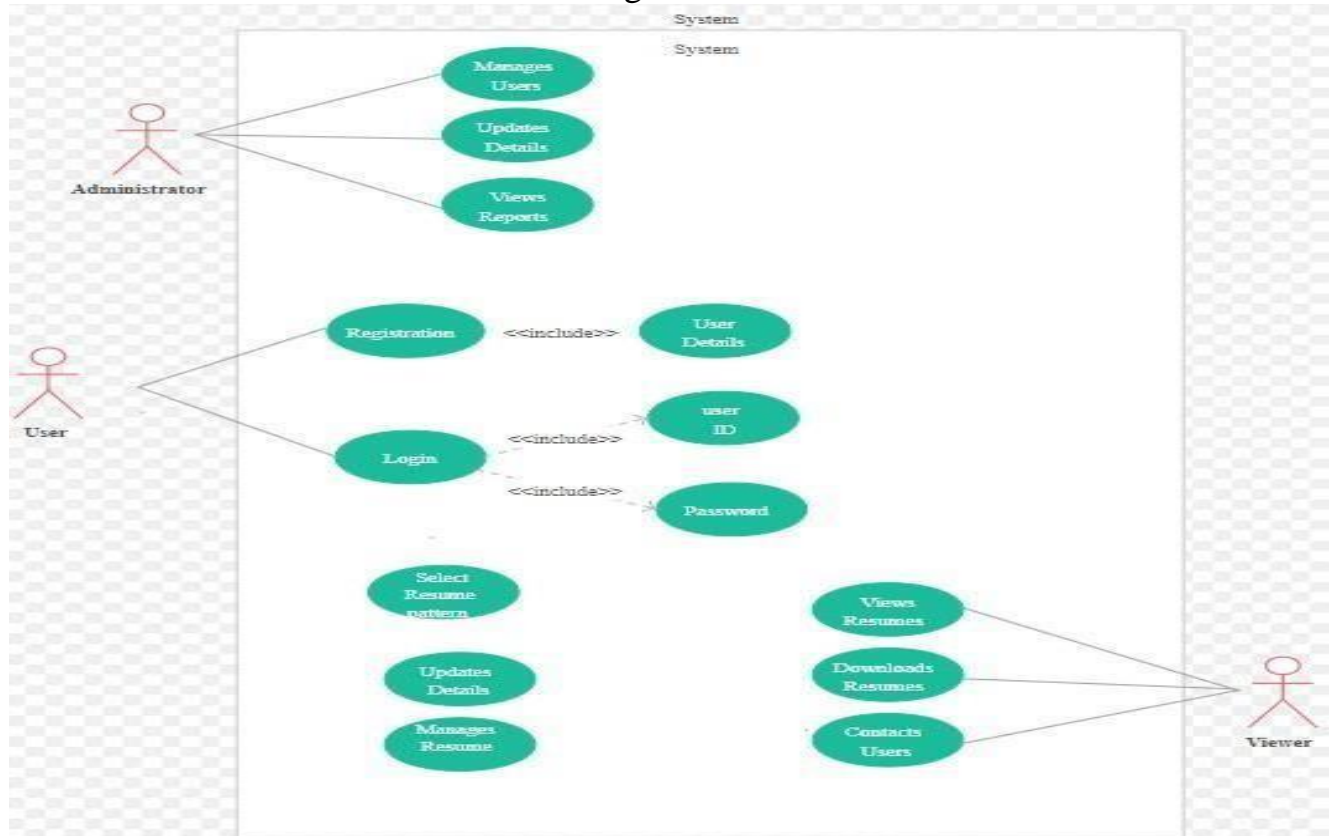 System
System
Manages
Users
Updates
Details
Administrator
Views
Reports
Registration
<<include>>
User
Details
User
Login
<<include>>
user
ID
<<include>>
Password
Select
Resume
pattern
Views
Resumes
Updates
Details
Downloads
Resumes
Manages
Resume
Contacts
Users
Viewer